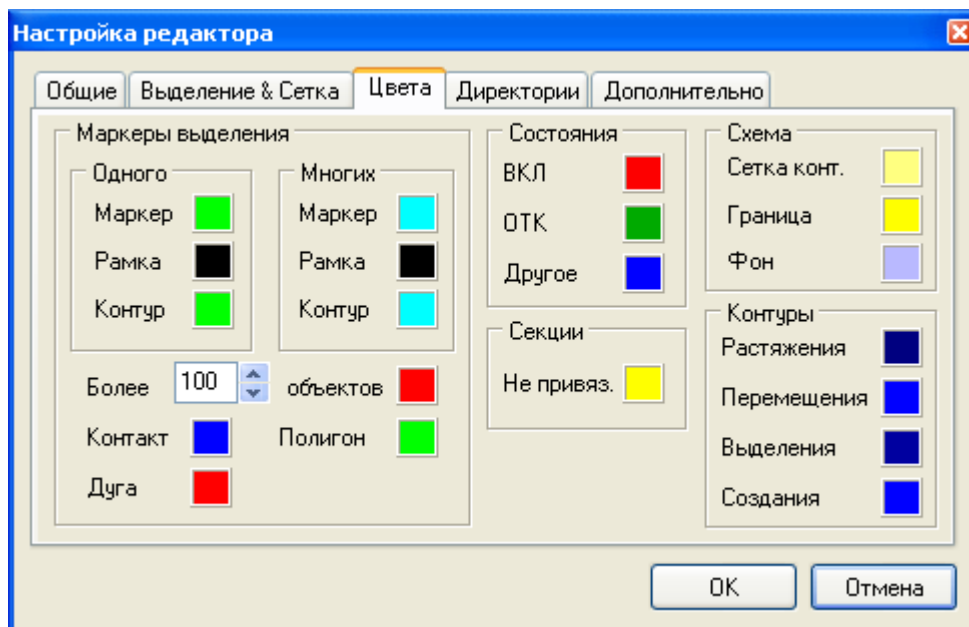 Настройка редактора
Общие
Выделение & Сетка
Цвета
Директории
Дополнительно
Маркеры выделения
Одного
Маркер
Рамка
Контур
Многих
Маркер
Рамка
Контур
Более 100 объектов
Контакт
Полигон
Дуга
Состояния
ВКЛ
ОТК
Другое
Секции
Не привяз.
Схема
Сетка конт.
Граница
Фон
Контуры
Растяжения
Перемещения
Выделения
Создания
OK
Отмена